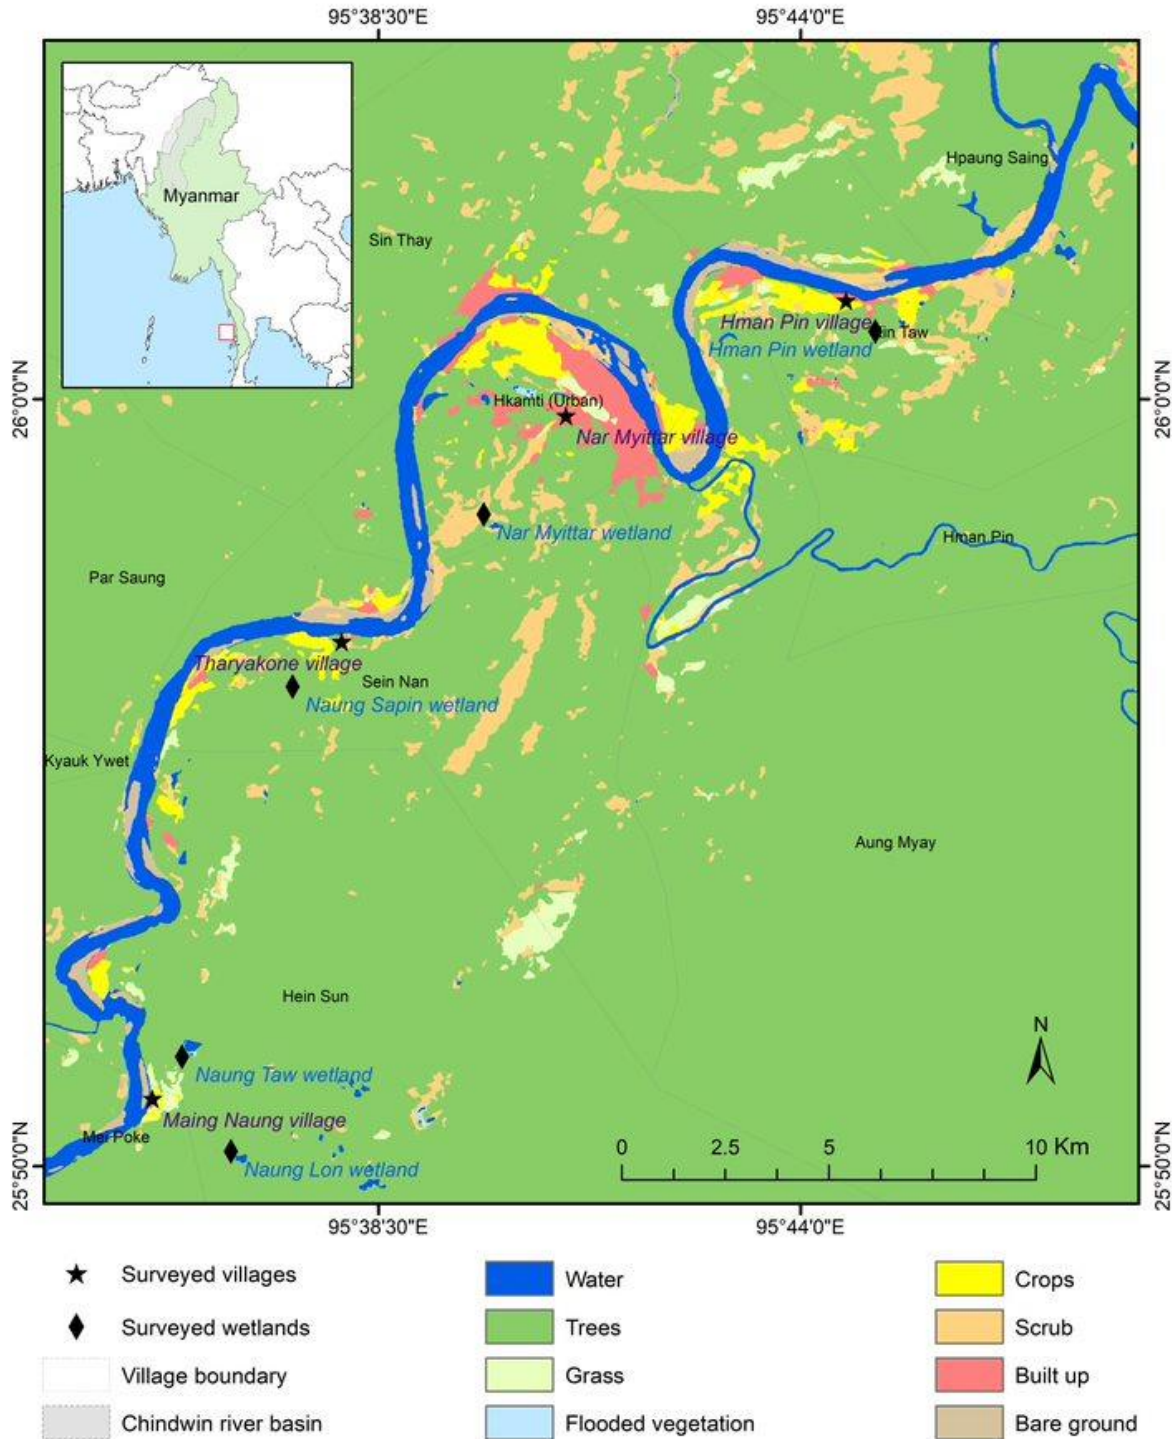 95°38'30"E
95°44'0"E
Myanmar
Hpaung Saing
Sin Thay
Hman Pin village
Hman Pin wetland
26°0'0"N
26°0'0"N
Hkamti (Urban)
Nar Myittar village
Nar Myittar wetland
Hman Pin
Par Saung
Tharyakone village
Sein Nan
Naung Sapin wetland
Kyauk Ywet
Aung Myay
Hein Sun
N
Naung Taw wetland
Maing Naung village
Mei Poke
Naung Lon wetland
0 2.5 5 10 Km
25°50'0"N
25°50'0"N
95°38'30"E
95°44'0"E
Surveyed villages
Surveyed wetlands
Village boundary
Chindwin river basin
Water
Trees
Grass
Flooded vegetation
Crops
Scrub
Built up
Bare ground